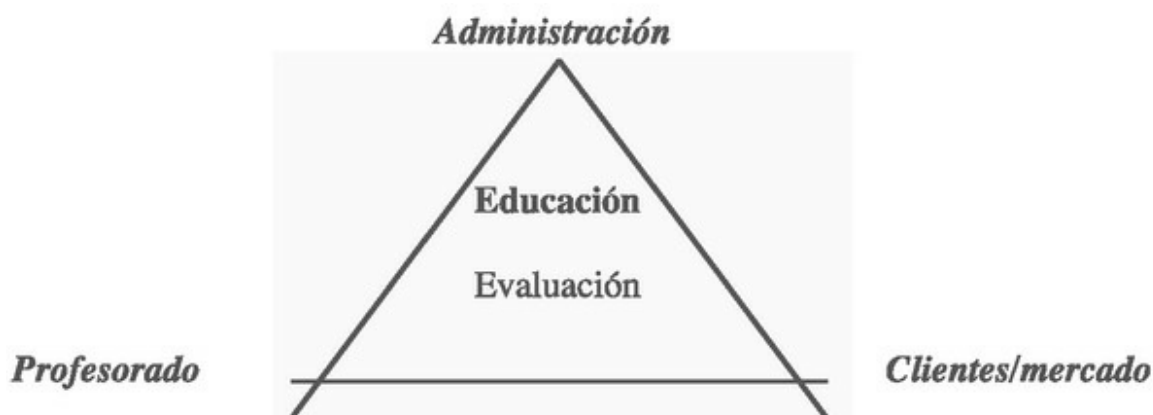 Administración
Educación
Evaluación
Profesorado
Clientes/mercado